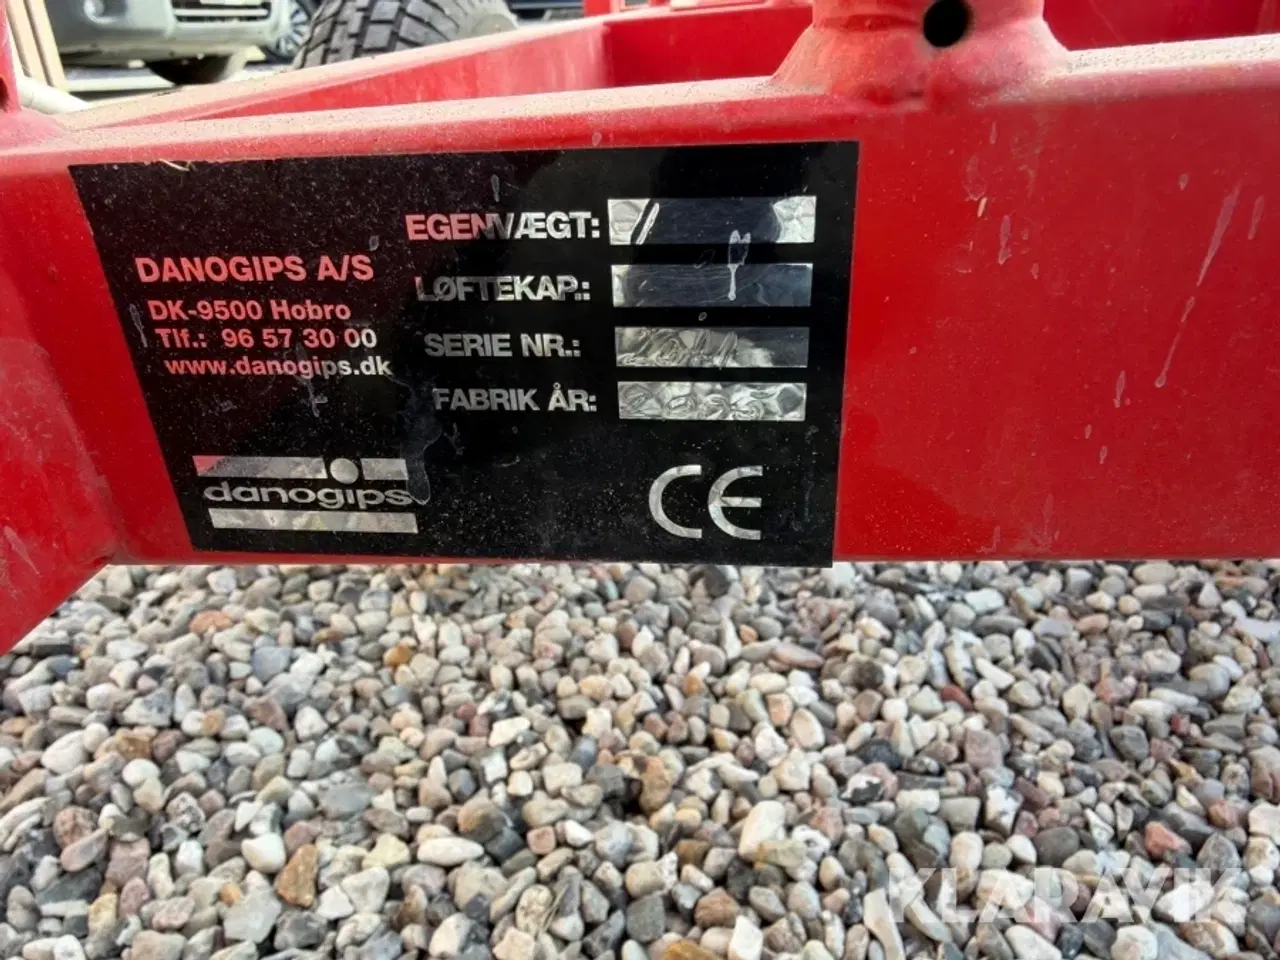 DANOGIPS A/S
DK-9500 Hobro
Tlf.: 96 57 30 00
www.danogips.dk
EGENVÆGT:
LØFTEKAP.:
SERIE NR.:
FABRIK ÅR:
danogips
CE
KLARAVIK